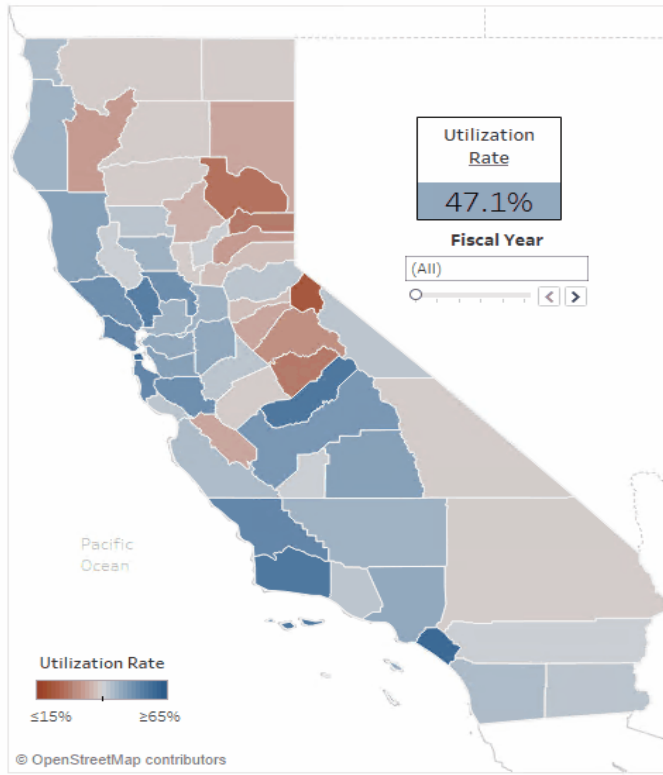 Utilization
Rate
47.1%
Fiscal Year
(All)
Pacific
Ocean
Utilization Rate
≤15%
≥65%
© OpenStreetMap contributors